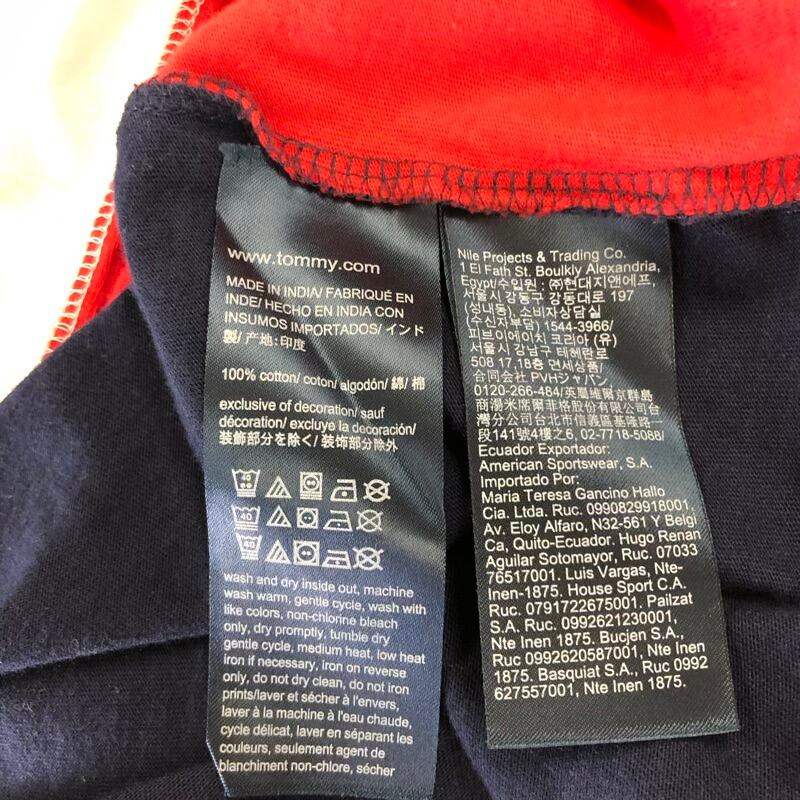 www.tommy.com
MADE IN INDIA/ FABRIQUÉ EN
INDE/ HECHO EN INDIA CON
INSUMOS IMPORTADOS/ インド
製/ 产地:印度
100% cotton/ coton/ algodón/ 綿/ 棉
exclusive of decoration/ sauf
décoration/ excluye la decoración/
装飾部分を除く/ 装饰部分除外
40
40
40
wash and dry inside out, machine
wash warm, gentle cycle, wash with
like colors, non-chlorine bleach
only, dry promptly, tumble dry
gentle cycle, medium heat, low heat
iron if necessary, iron on reverse
only, do not dry clean, do not iron
prints/laver et sécher à l'envers,
laver à la machine à l'eau chaude,
cycle délicat, laver en séparant les
couleurs, seulement agent de
blanchiment non-chlore, sécher
Nile Projects & Trading Co.
1 El Fath St. Boulkly Alexandria,
Egypt/수입원 : ㈜현대지앤에프,
서울시 강동구 강동대로 197
(성내동), 소비자상담실
(수신자부담) 1544-3966/
피브이에이치 코리아 (유)
서울시 강남구 테헤란로
508 17,18층 면세상품/
合同会社 PVHジャパン
0120-266-484/英屬維爾京群島
商湯米席爾菲格股份有限公司台
灣分公司台北市信義區基隆路一
段141號4樓之6, 02-7718-5088/
Ecuador Exportador:
American Sportswear, S.A.
Importado Por:
Maria Teresa Gancino Hallo
Cia. Ltda. Ruc. 0990829918001.
Av. Eloy Alfaro, N32-561 Y Belgi
Ca, Quito-Ecuador. Hugo Renan
Aguilar Sotomayor, Ruc. 07033
76517001. Luis Vargas, Nte-
Inen-1875. House Sport C.A.
Ruc. 0791722675001. Pailzat
S.A., Ruc. 0992621230001,
Nte Inen 1875. Bucjen S.A.,
Ruc 0992620587001, Nte Inen
1875. Basquiat S.A., Ruc 0992
627557001, Nte Inen 1875.